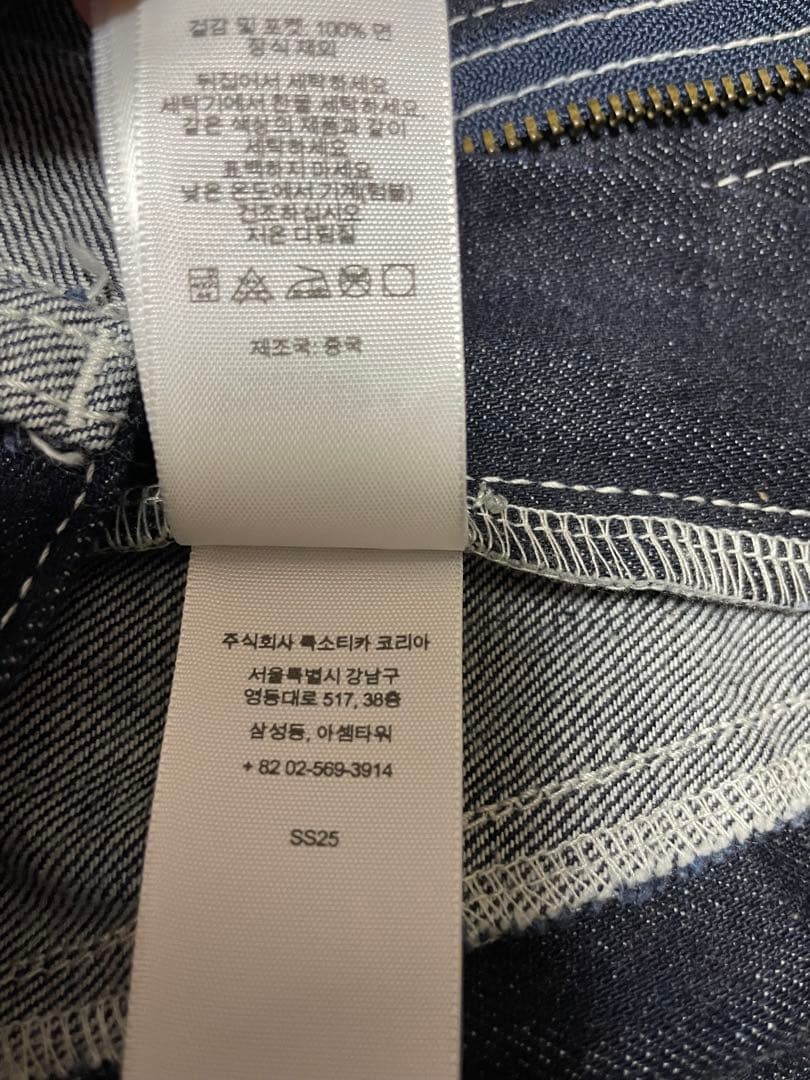 겉감 및 포켓, 100% 면
장식 제외
뒤집어서 세탁하세요
세탁기에서 찬물 세탁하세요,
같은 색상의 제품과 같이
세탁하세요
표백하지 마세요
낮은 온도에서 기계(텀블)
건조하십시오
저온 다림질
제조국: 중국
주식회사 룩소티카 코리아
서울특별시 강남구
영동대로 517, 38층
삼성동, 아셈타워
+ 82 02-569-3914
SS25